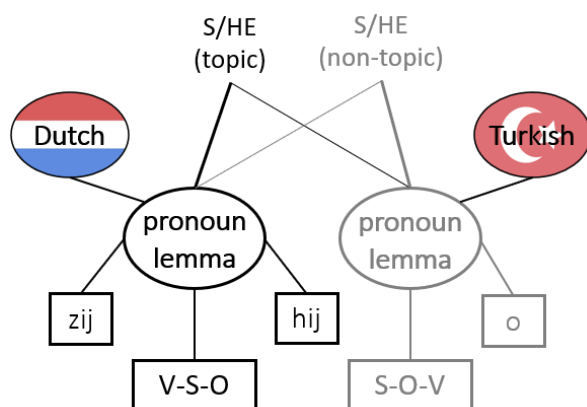 S/HE
(topic)
S/HE
(non-topic)
Dutch
Turkish
pronoun
lemma
pronoun
lemma
zij
hij
o
V-S-O
S-O-V